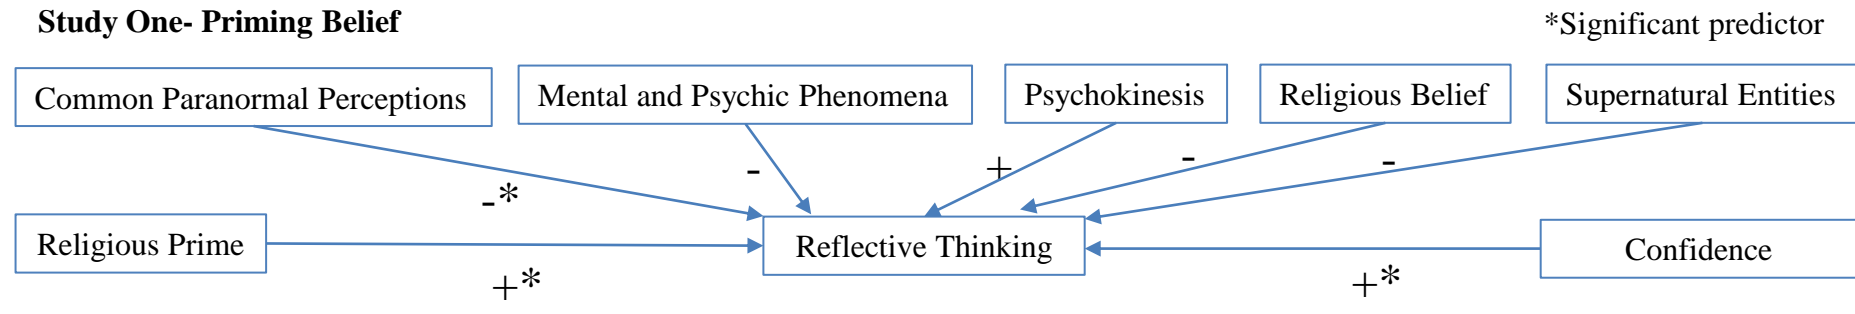 Study One- Priming Belief
*Significant predictor
Common Paranormal Perceptions
Mental and Psychic Phenomena
Psychokinesis
Religious Belief
Supernatural Entities
-*
-
+
-
-
Religious Prime
Reflective Thinking
Confidence
+*
+*